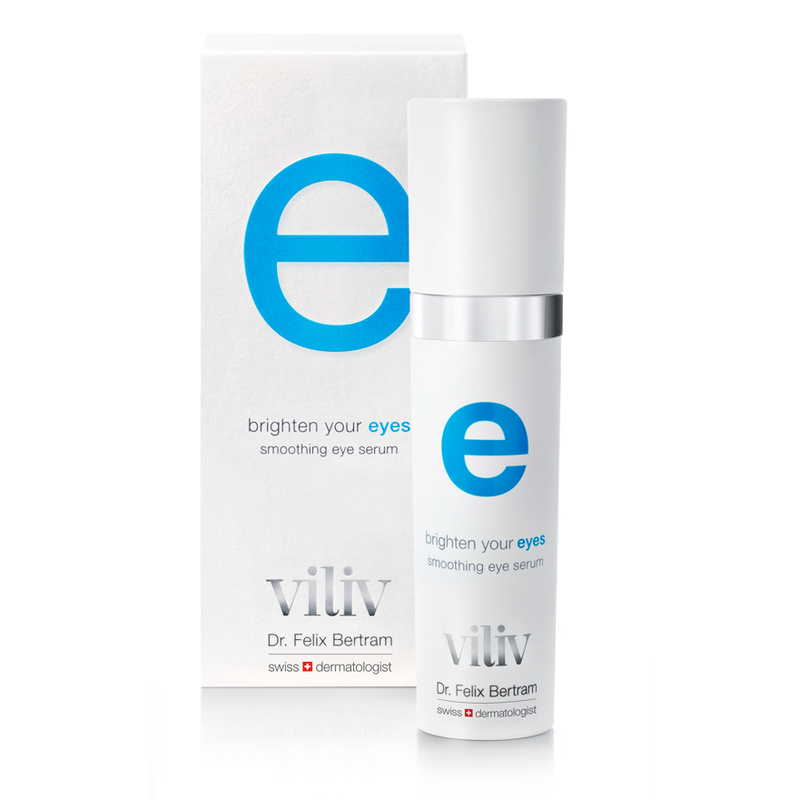 e
brighten your eyes
smoothing eye serum
viliv
Dr. Felix Bertram
swiss dermatologist
e
brighten your eyes
smoothing eye serum
viliv
Dr. Felix Bertram
swiss dermatologist